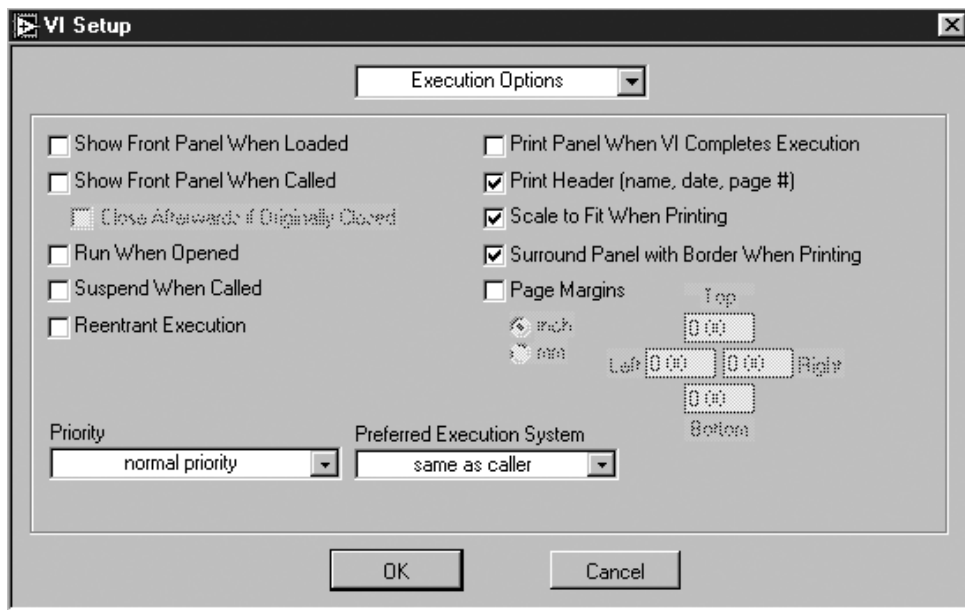 VI Setup
Execution Options
Show Front Panel When Loaded
Show Front Panel When Called
Close Afterwards if Originally Closed
Run When Opened
Suspend When Called
Reentrant Execution
Print Panel When VI Completes Execution
Print Header (name, date, page #)
Scale to Fit When Printing
Surround Panel with Border When Printing
Page Margins
inch
mm
Top
0.00
Left 0.00 0.00 Right
0.00
Bottom
Priority
normal priority
Preferred Execution System
same as caller
OK
Cancel